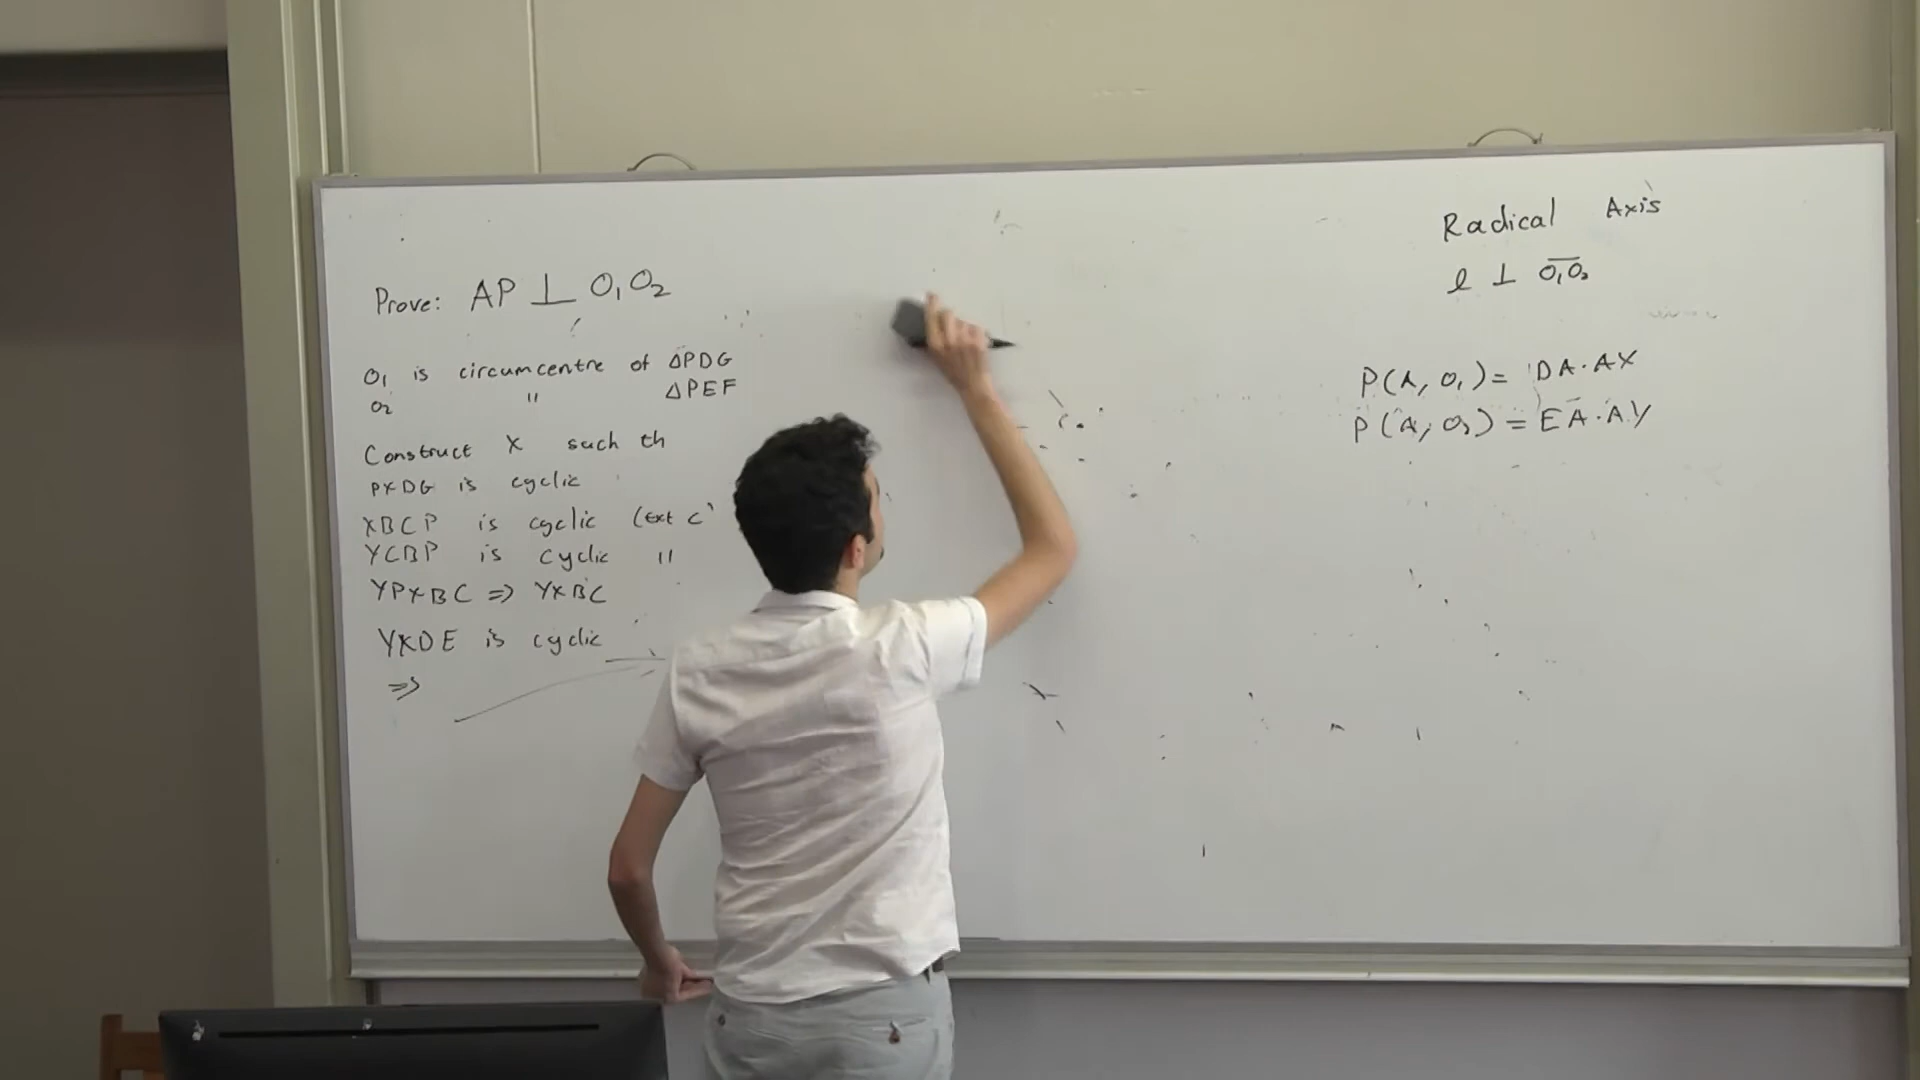 Prove: AP ⊥ O₁O₂
O₁ is circumcentre of ΔPDG
O₂ " ΔPEF
Construct X such th
PXDG is cyclic
XBCP is cyclic (ext c
YCBP is cyclic "
YPXBC => YXBC
YXDE is cyclic
=>
Radical Axis
l ⊥ O₁O₂
P(A, O₁) = DA·AX
P(A, O₂) = EA·AY